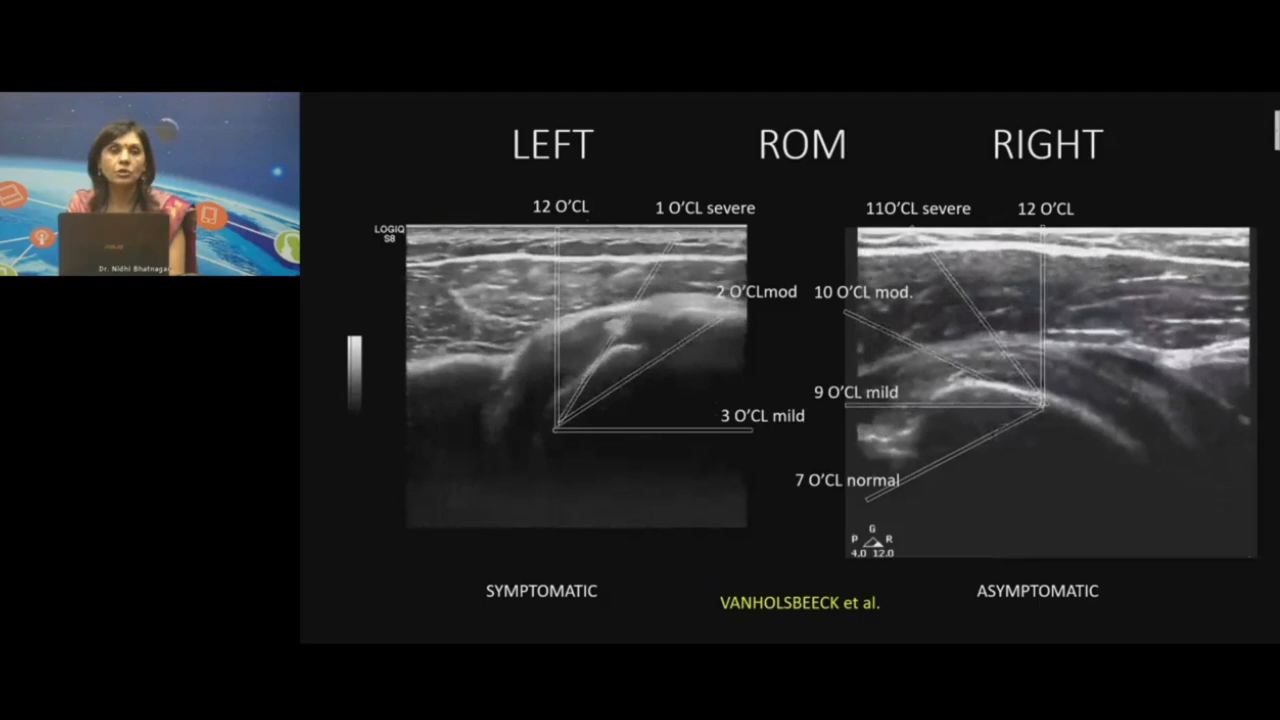 LEFT ROM RIGHT
12 O'CL 1 O'CL severe 11O'CL severe 12 O'CL
LOGIQ
S8
2 O'CLmod 10 O'CL mod.
9 O'CL mild
3 O'CL mild
7 O'CL normal
G
P R
4.0 12.0
SYMPTOMATIC ASYMPTOMATIC
VANHOLSBEECK et al.
ASUS
Dr. Nidhi Bhatnagar